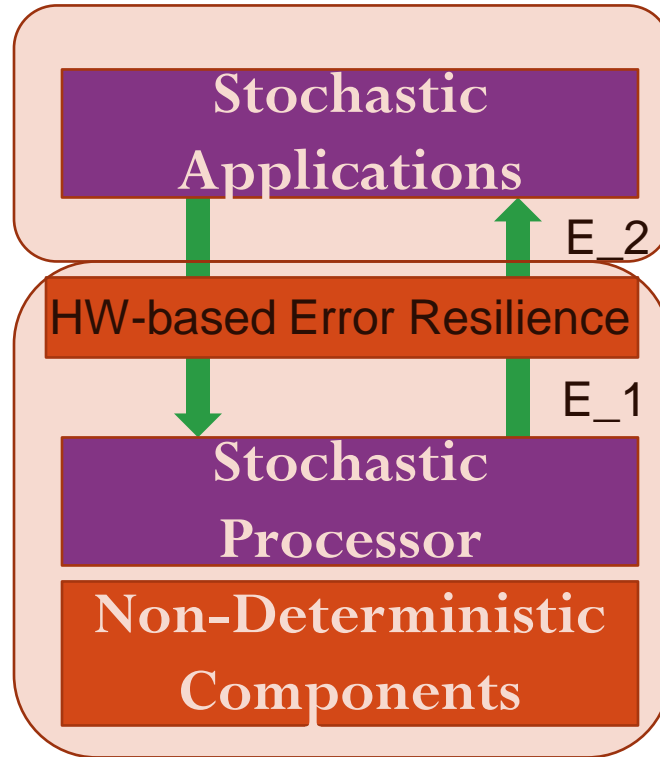 Stochastic
Applications
E_2
HW-based Error Resilience
E_1
Stochastic
Processor
Non-Deterministic
Components